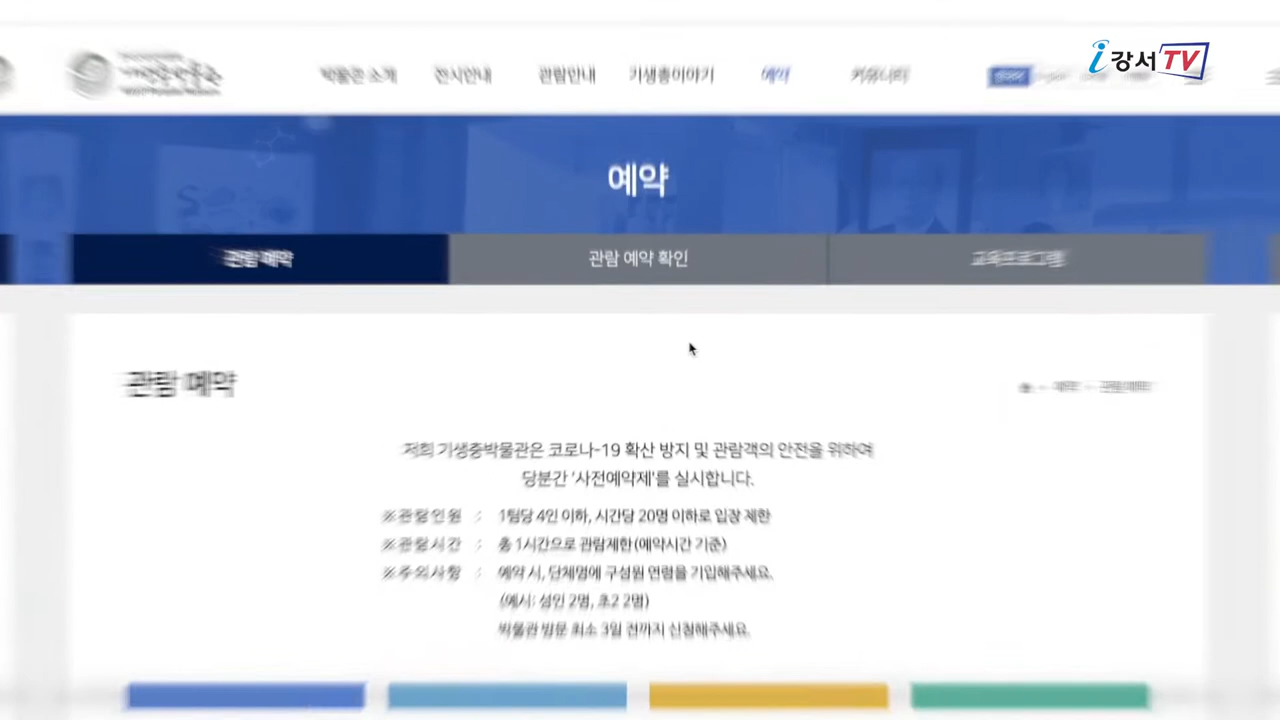 i강서TV
박물관 소개 전시안내 관람안내 기생충이야기 예약 커뮤니티
예약
관람 예약 관람 예약 확인 교육프로그램
관람 예약
저희 기생충박물관은 코로나-19 확산 방지 및 관람객의 안전을 위하여
당분간 '사전예약제'를 실시합니다.
※관람인원 : 1팀당 4인 이하, 시간당 20명 이하로 입장 제한
※관람시간 : 총 1시간으로 관람제한(예약시간 기준)
※주의사항 : 예약 시, 단체명에 구성원 연령을 기입해주세요.
(예시: 성인 2명, 초2 2명)
박물관 방문 최소 3일 전까지 신청해주세요.